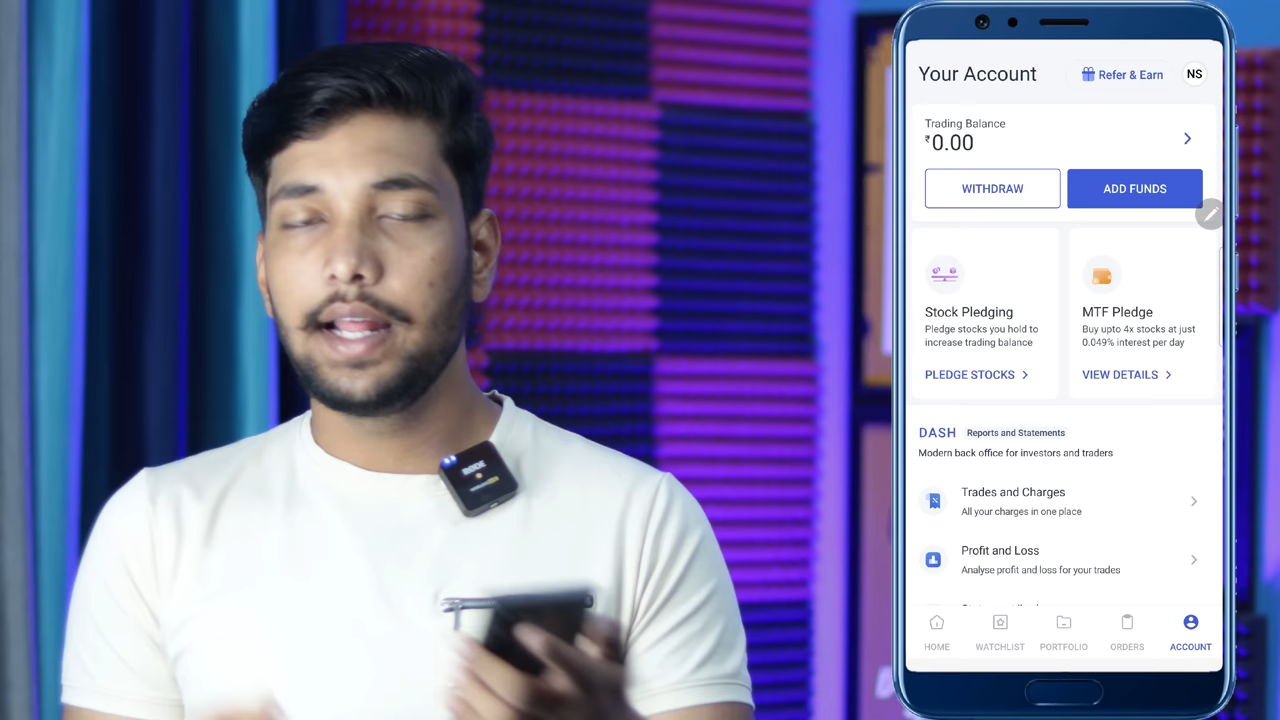 Your Account
Refer & Earn
NS
Trading Balance
₹0.00
WITHDRAW
ADD FUNDS
Stock Pledging
Pledge stocks you hold to
increase trading balance
PLEDGE STOCKS
MTF Pledge
Buy upto 4x stocks at just
0.049% interest per day
VIEW DETAILS
DASH Reports and Statements
Modern back office for investors and traders
Trades and Charges
All your charges in one place
Profit and Loss
Analyse profit and loss for your trades
HOME
WATCHLIST
PORTFOLIO
ORDERS
ACCOUNT
RODE